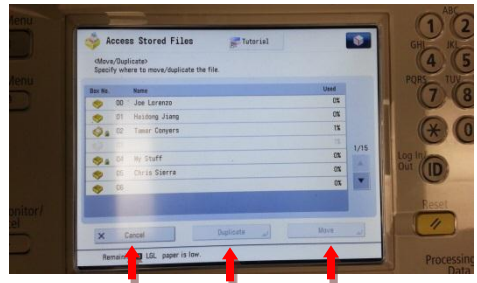 Menu
Access Stored Files
Tutorial
<Move/Duplicate>
Specify where to move/duplicate the file.
Box No. Name Used
00 Joe Lorenzo 0%
01 Haidong Jiang 0%
02 Tamar Conyers 1%
04 My Stuff 0%
05 Chris Sierra 0%
06 0%
1/15
Cancel
Duplicate
Move
LGL paper is low.
Menu
ABC
1 2
GHI JKL
4 5
PQRS TUV
7 8
0
Log In/
Out ID
Reset
Processing/
Data